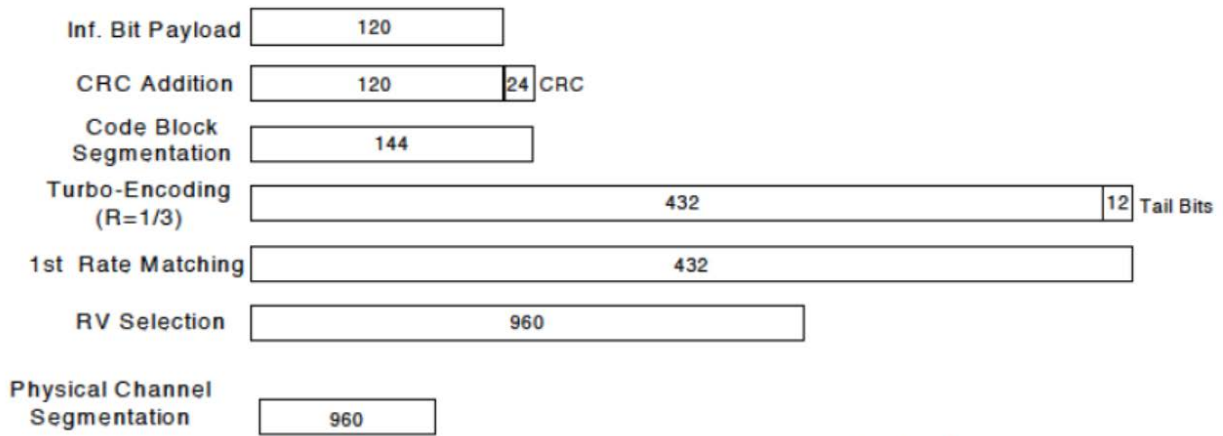 Inf. Bit Payload 120
CRC Addition 120 24 CRC
Code Block
Segmentation 144
Turbo-Encoding
(R=1/3) 432 12 Tail Bits
1st Rate Matching 432
RV Selection 960
Physical Channel
Segmentation 960